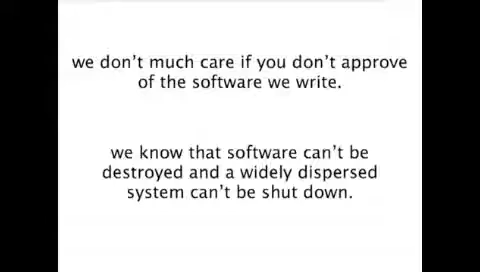 we don't much care if you don't approve
of the software we write.
we know that software can't be
destroyed and a widely dispersed
system can't be shut down.